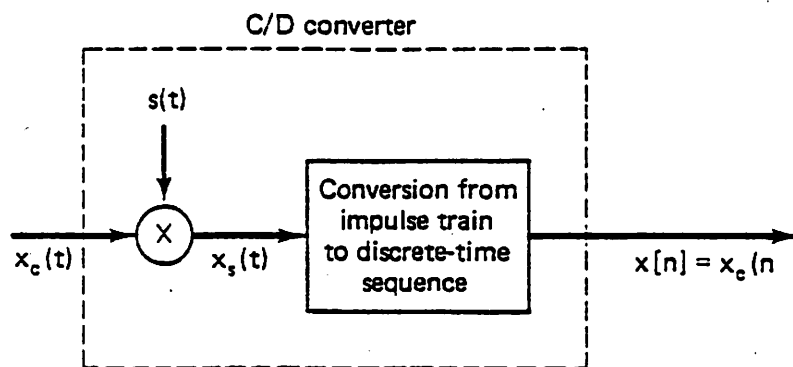 C/D converter
s(t)
X
x_c(t)
x_s(t)
Conversion from
impulse train
to discrete-time
sequence
x[n] = x_c(n